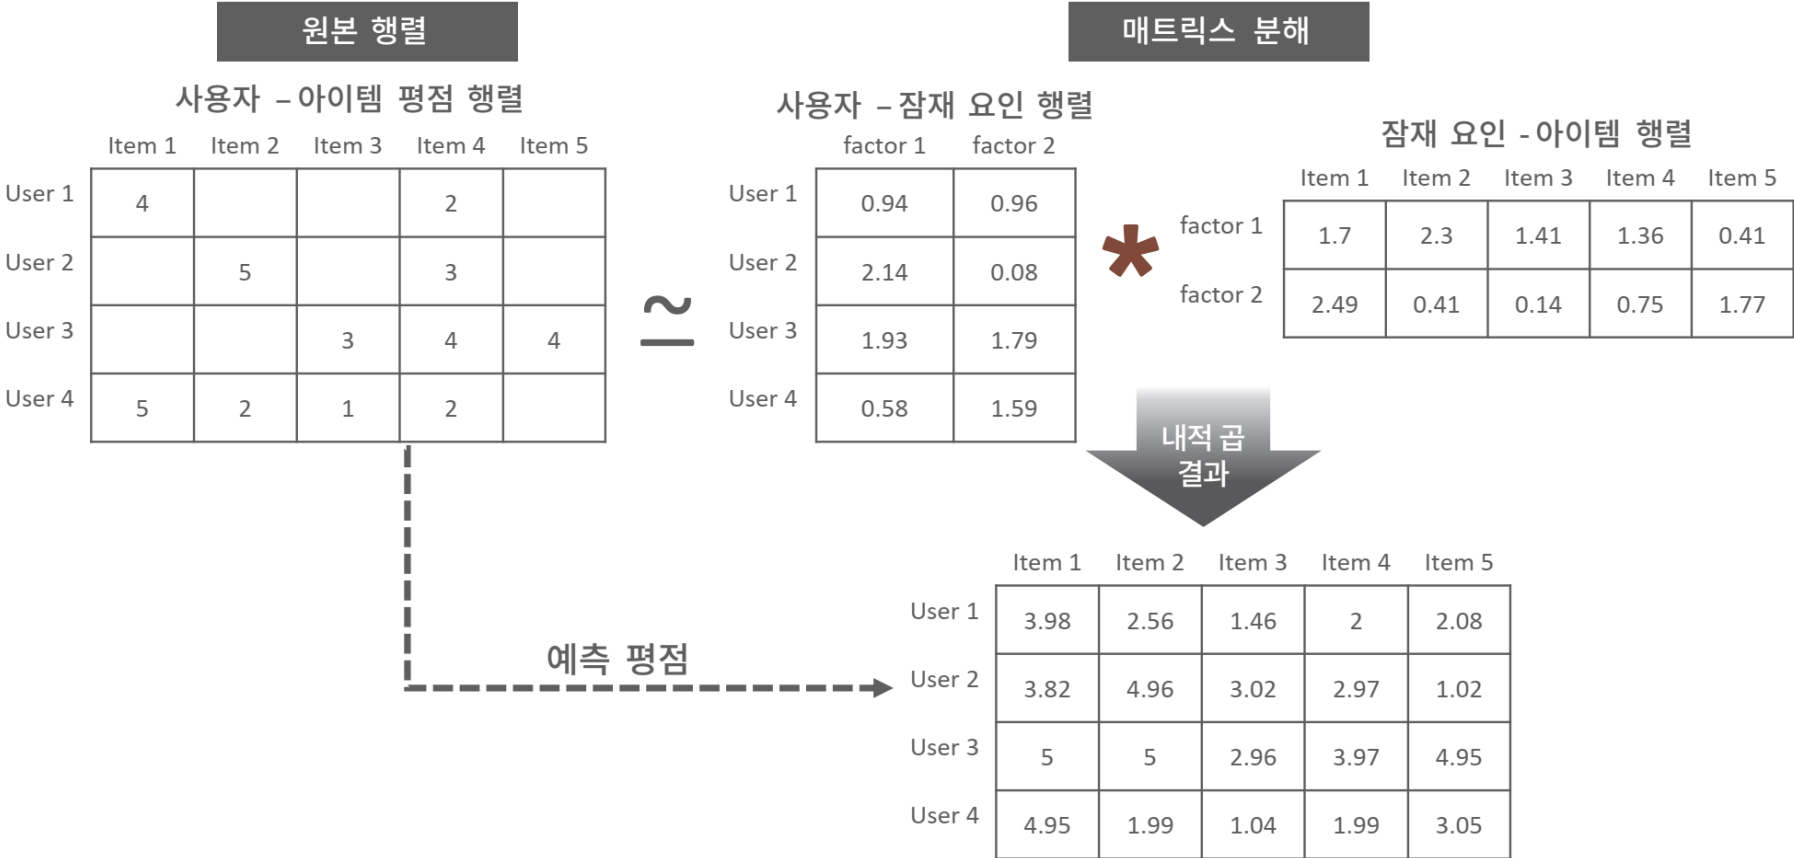 원본 행렬
매트릭스 분해
사용자 – 아이템 평점 행렬
Item 1 Item 2 Item 3 Item 4 Item 5
User 1 4 2
User 2 5 3
User 3 3 4 4
User 4 5 2 1 2
≃
사용자 – 잠재 요인 행렬
factor 1 factor 2
User 1 0.94 0.96
User 2 2.14 0.08
User 3 1.93 1.79
User 4 0.58 1.59
*
잠재 요인 - 아이템 행렬
Item 1 Item 2 Item 3 Item 4 Item 5
factor 1 1.7 2.3 1.41 1.36 0.41
factor 2 2.49 0.41 0.14 0.75 1.77
내적 곱
결과
예측 평점
Item 1 Item 2 Item 3 Item 4 Item 5
User 1 3.98 2.56 1.46 2 2.08
User 2 3.82 4.96 3.02 2.97 1.02
User 3 5 5 2.96 3.97 4.95
User 4 4.95 1.99 1.04 1.99 3.05